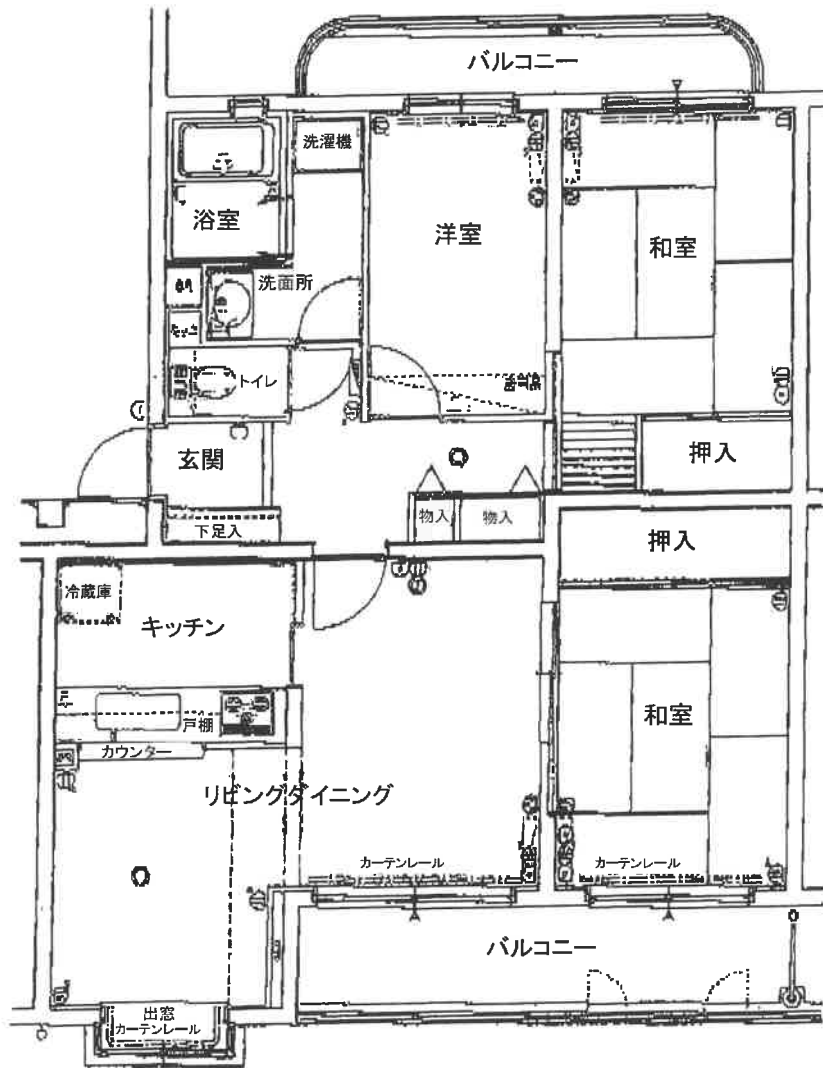 バルコニー
洗濯機
浴室
洋室
和室
洗面所
トイレ
玄関
押入
物入
物入
下足入
押入
冷蔵庫
キッチン
和室
戸棚
カウンター
リビングダイニング
カーテンレール
カーテンレール
バルコニー
出窓
カーテンレール